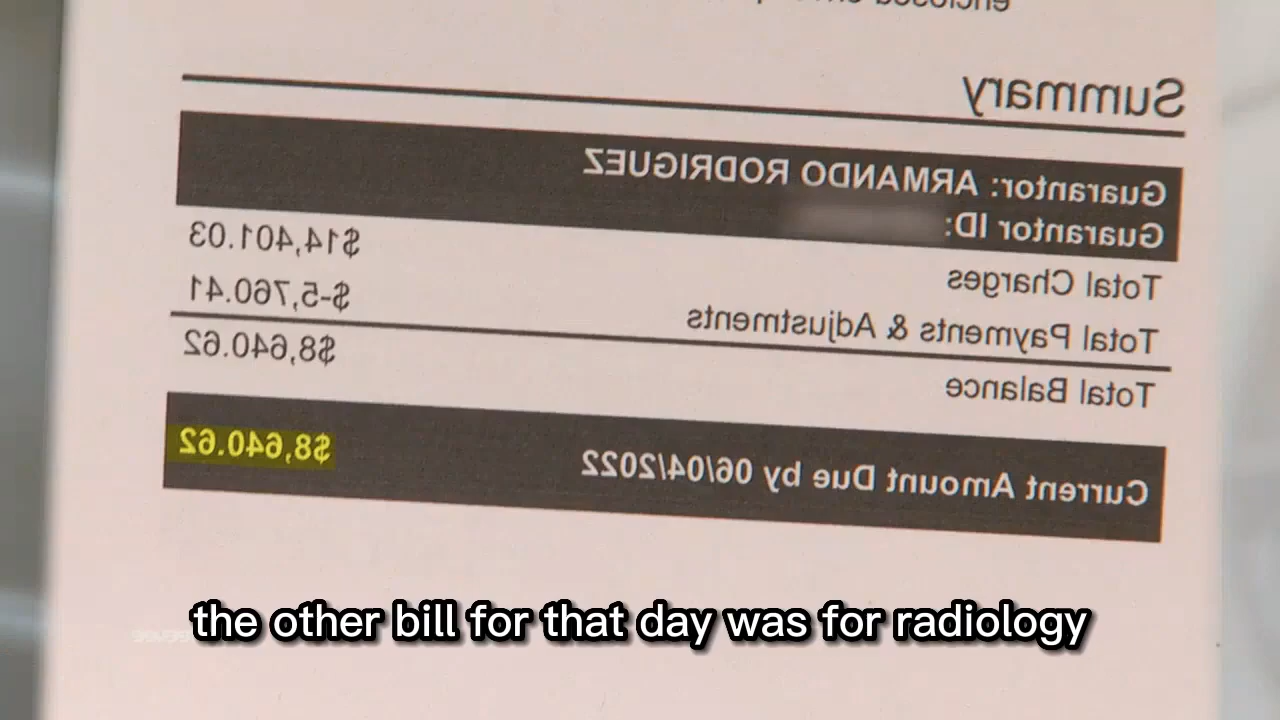 Summary
Guarantor: ARMANDO RODRIGUEZ
Guarantor ID:
Total Charges $14,401.03
Total Payments & Adjustments $-5,760.41
Total Balance $8,640.62
Current Amount Due by 06/04/2022 $8,640.62
the other bill for that day was for radiology